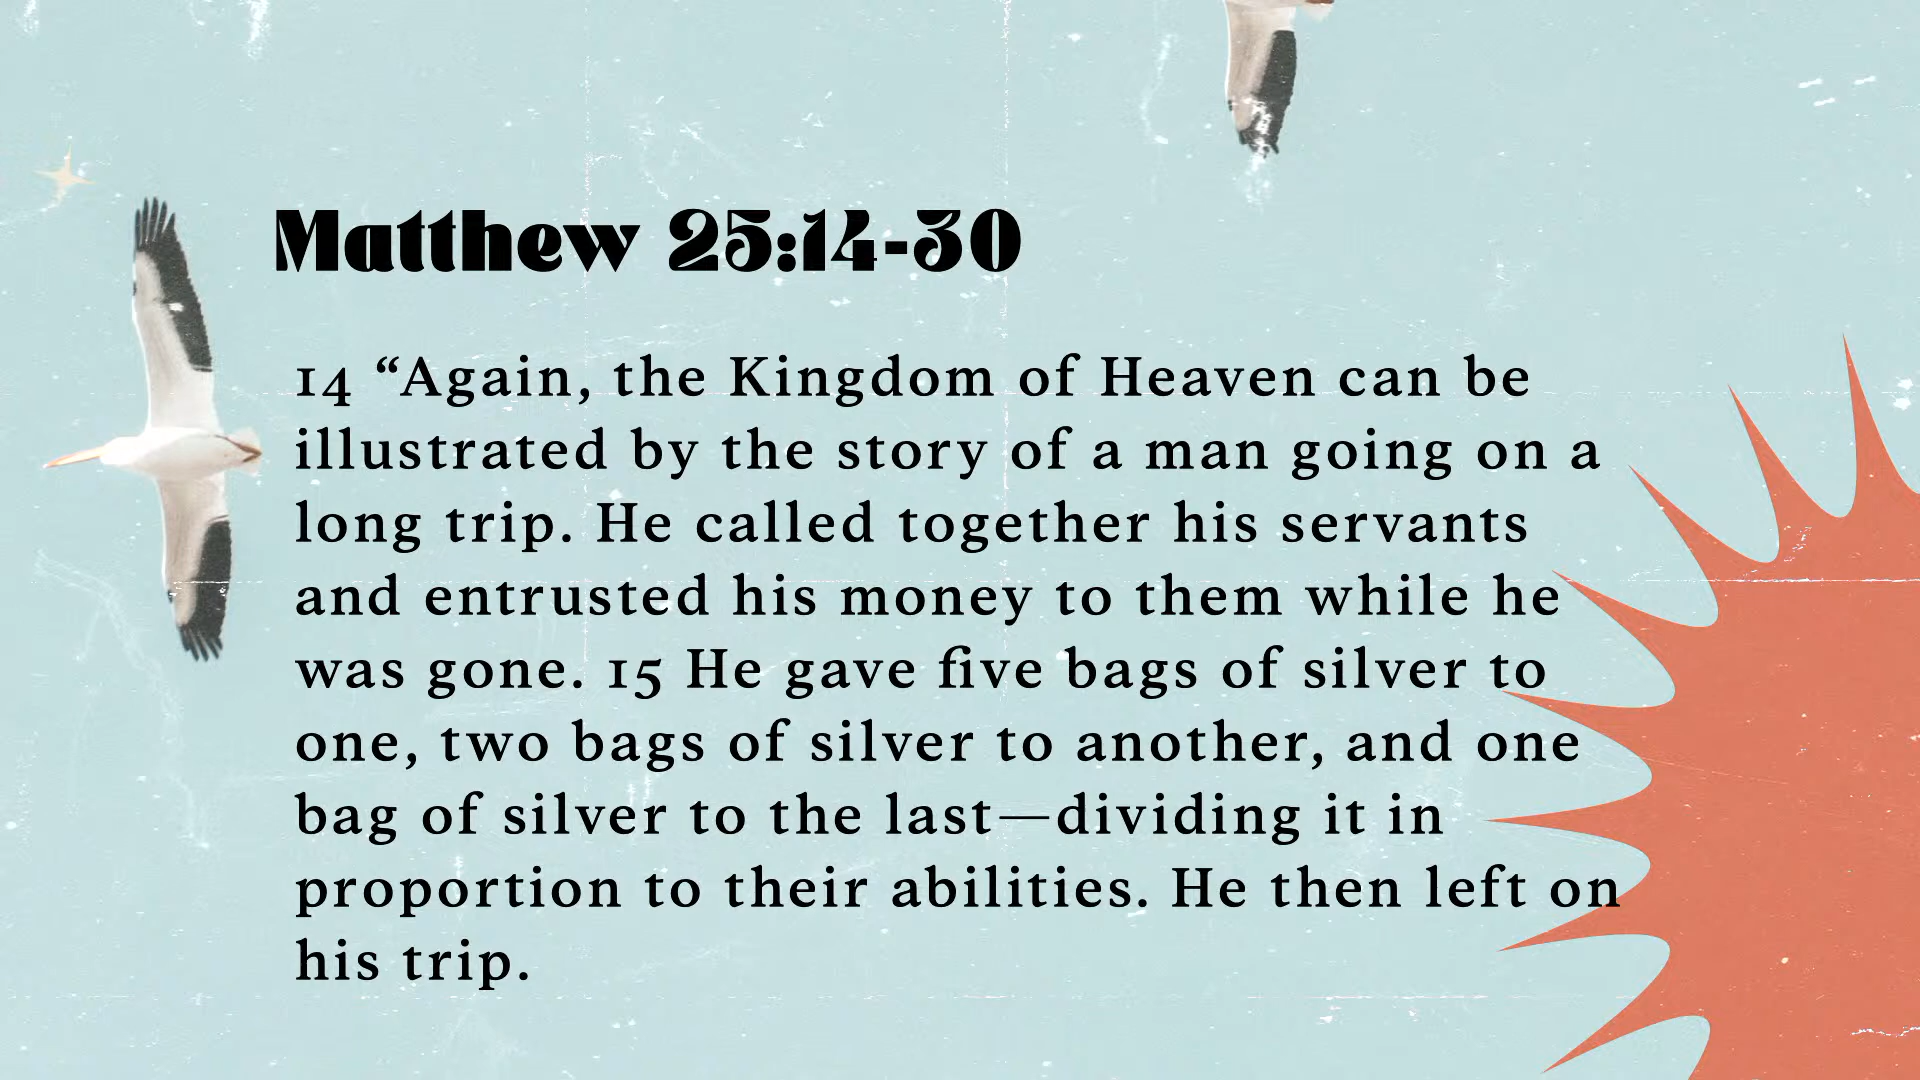 Matthew 25:14-30
14 “Again, the Kingdom of Heaven can be
illustrated by the story of a man going on a
long trip. He called together his servants
and entrusted his money to them while he
was gone. 15 He gave five bags of silver to
one, two bags of silver to another, and one
bag of silver to the last—dividing it in
proportion to their abilities. He then left on
his trip.